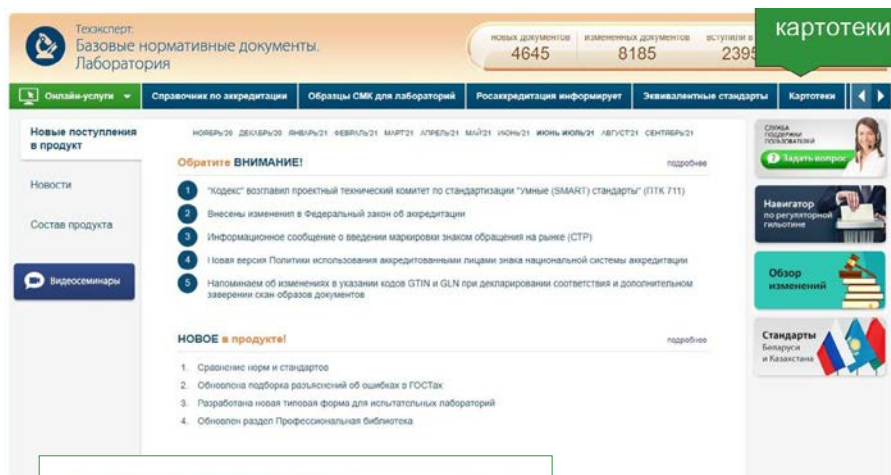 Техэксперт:
Базовые нормативные документы.
Лаборатория
новых документов
4645
измененных документов
8185
вступили в
2395
картотеки
Онлайн-услуги
Справочник по аккредитации
Образцы СМК для лабораторий
Росаккредитация информирует
Эквивалентные стандарты
Картотеки
Новые поступления
в продукт
Новости
Состав продукта
Видеосеминары
НОЯБРЬ'20 ДЕКАБРЬ'20 ЯНВАРЬ'21 ФЕВРАЛЬ'21 МАРТ'21 АПРЕЛЬ'21 МАЙ'21 ИЮНЬ'21 ИЮНЬ-ИЮЛЬ'21 АВГУСТ'21 СЕНТЯБРЬ'21
Обратите ВНИМАНИЕ!
подробнее
1 "Кодекс" возглавил проектный технический комитет по стандартизации "Умные (SMART) стандарты" (ПТК 711)
2 Внесены изменения в Федеральный закон об аккредитации
3 Информационное сообщение о введении маркировки знаком обращения на рынке (СТР)
4 Новая версия Политики использования аккредитованными лицами знака национальной системы аккредитации
5 Напоминаем об изменениях в указании кодов GTIN и GLN при декларировании соответствия и дополнительном
заверении скан-образов документов
НОВОЕ в продукте!
подробнее
1. Сравнение норм и стандартов
2. Обновлена подборка разъяснений об ошибках в ГОСТах
3. Разработана новая типовая форма для испытательных лабораторий
4. Обновлен раздел Профессиональная библиотека
СЛУЖБА
ПОДДЕРЖКИ
ПОЛЬЗОВАТЕЛЕЙ
? Задать вопрос
Навигатор
по регуляторной
гильотине
Обзор
изменений
Стандарты
Беларуси
и Казахстана